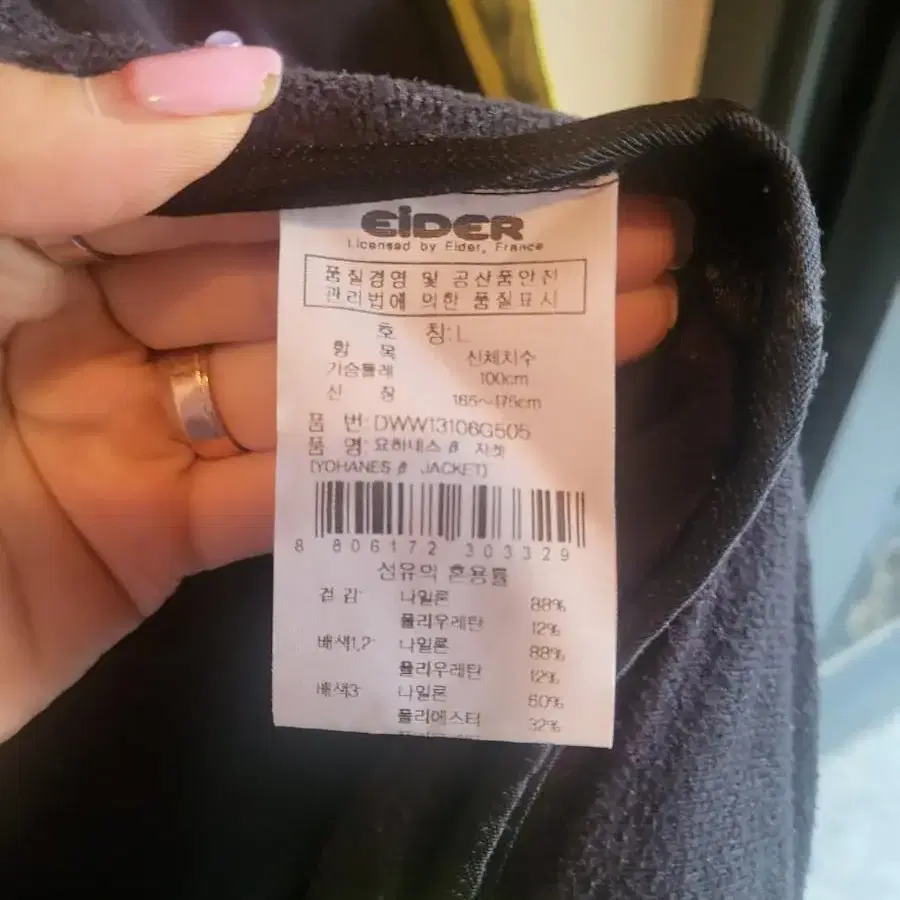 EIDER
Licensed by Eider, France
품질경영 및 공산품안전
관리법에 의한 품질표시
호 칭: L
항 목 신체치수
가슴둘레 100cm
신 장 165~175cm
품 번: DWW13106G505
품 명: 요하네스 β 자켓
(YOHANES β JACKET)
8 806172 303329
섬유의 혼용률
겉 감: 나일론 88%
폴리우레탄 12%
배색1,2: 나일론 88%
폴리우레탄 12%
배색3: 나일론 60%
폴리에스터 32%